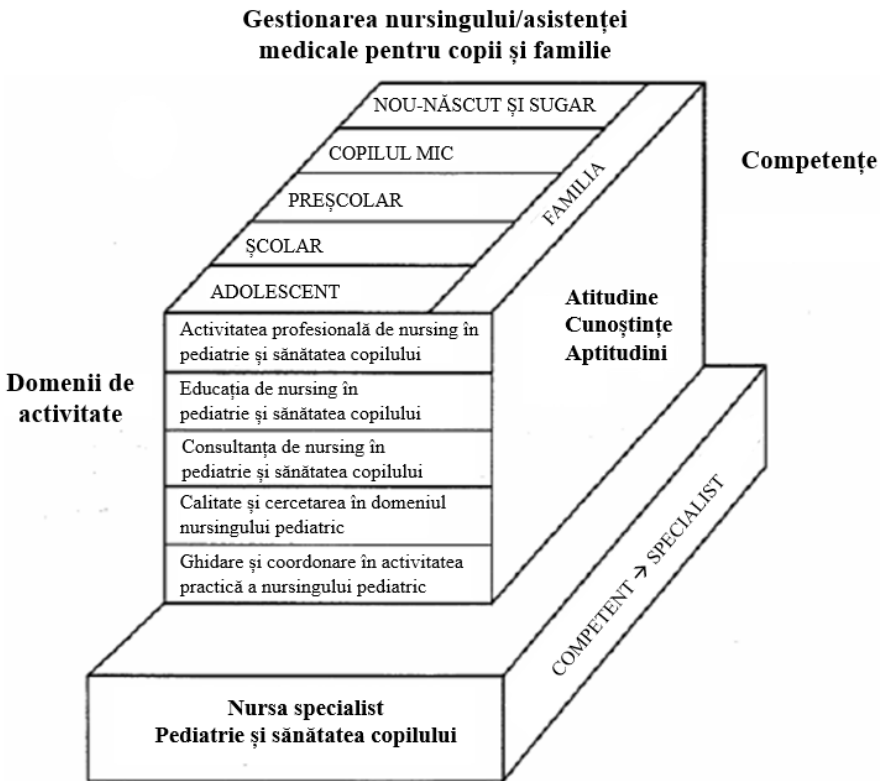 Gestionarea nursingului/asistenței
medicale pentru copii și familie
NOU-NĂSCUT ȘI SUGAR
COPILUL MIC
PREȘCOLAR
ȘCOLAR
ADOLESCENT
FAMILIA
Competențe
Atitudine
Cunoștințe
Aptitudini
Domenii de
activitate
Activitatea profesională de nursing în
pediatrie și sănătatea copilului
Educația de nursing în
pediatrie și sănătatea copilului
Consultanța de nursing în
pediatrie și sănătatea copilului
Calitate și cercetarea în domeniul
nursingului pediatric
Ghidare și coordonare în activitatea
practică a nursingului pediatric
COMPETENT → SPECIALIST
Nursa specialist
Pediatrie și sănătatea copilului